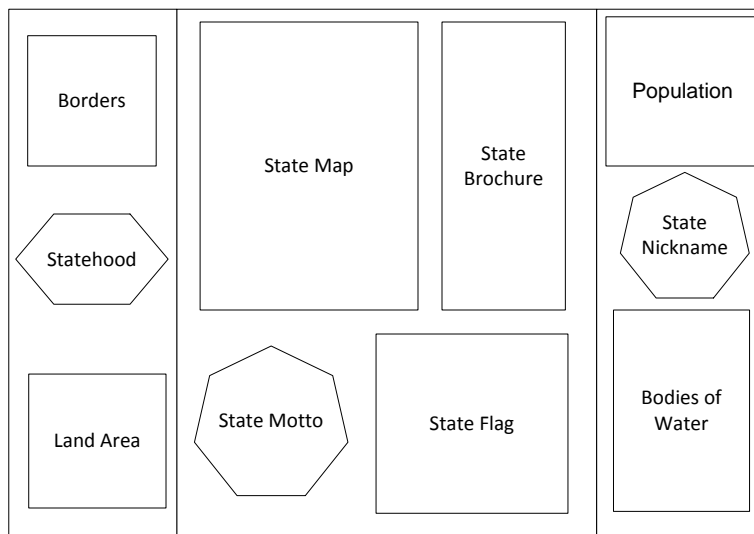 Borders
Statehood
Land Area
State Map
State
Brochure
State Motto
State Flag
Population
State
Nickname
Bodies of
Water